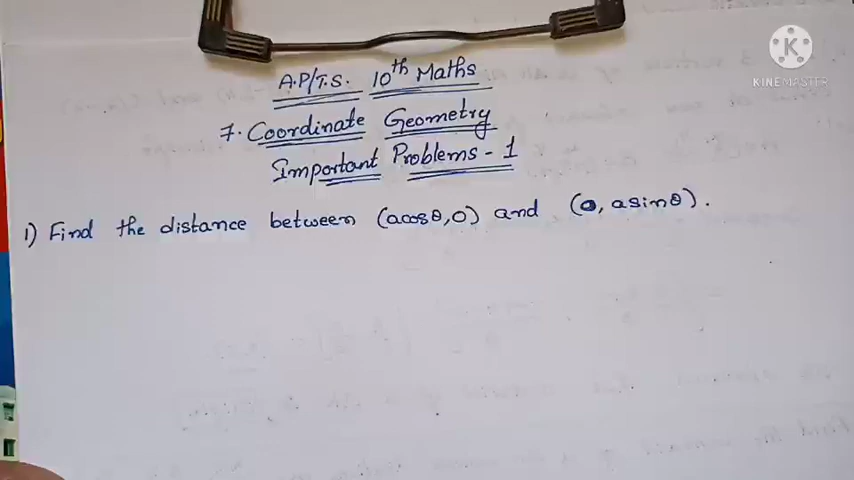 A.P/T.S. 10th Maths
7. Coordinate Geometry
Important Problems - 1
1) Find the distance between (acosθ, 0) and (0, asinθ).
KINEMASTER